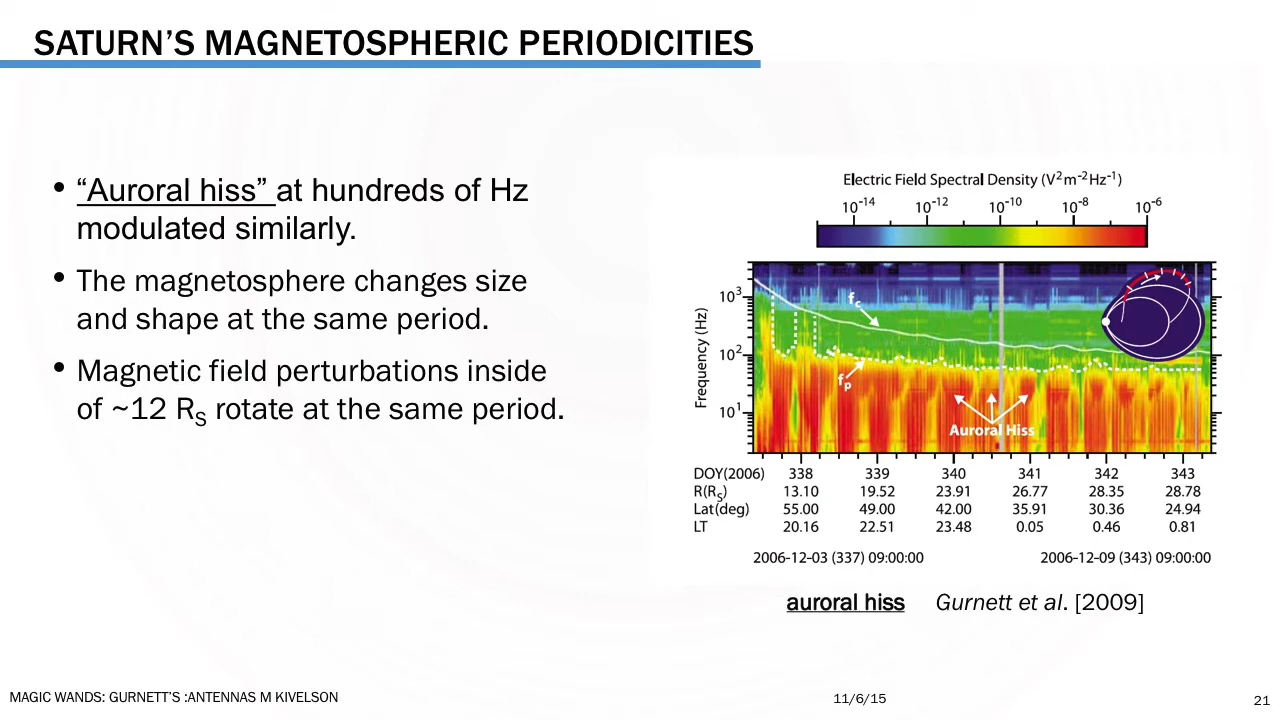 SATURN’S MAGNETOSPHERIC PERIODICITIES
• “Auroral hiss” at hundreds of Hz
modulated similarly.
• The magnetosphere changes size
and shape at the same period.
• Magnetic field perturbations inside
of ~12 RS rotate at the same period.
Electric Field Spectral Density (V2m-2Hz-1)
10-14 10-12 10-10 10-8 10-6
Frequency (Hz)
103
102
101
fc
fp
Auroral Hiss
DOY(2006) 338 339 340 341 342 343
R(RS) 13.10 19.52 23.91 26.77 28.35 28.78
Lat(deg) 55.00 49.00 42.00 35.91 30.36 24.94
LT 20.16 22.51 23.48 0.05 0.46 0.81
2006-12-03 (337) 09:00:00 2006-12-09 (343) 09:00:00
auroral hiss Gurnett et al. [2009]
MAGIC WANDS: GURNETT’S :ANTENNAS M KIVELSON 11/6/15 21